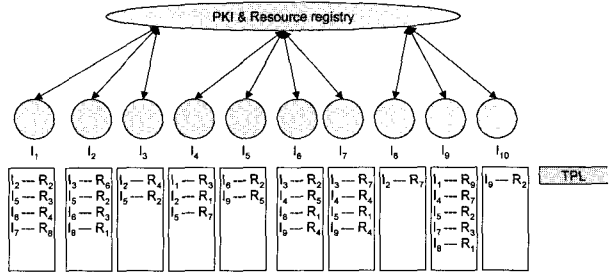 PKI & Resource registry
I₁ I₂ I₃ I₄ I₅ I₆ I₇ I₈ I₉ I₁₀
I₂ — R₂
I₅ — R₃
I₆ — R₄
I₇ — R₈
I₃ — R₆
I₅ — R₂
I₆ — R₃
I₈ — R₁
I₂ — R₄
I₅ — R₂
I₁ — R₃
I₂ — R₁
I₅ — R₇
I₆ — R₂
I₉ — R₅
I₃ — R₂
I₄ — R₅
I₈ — R₁
I₉ — R₄
I₃ — R₇
I₄ — R₄
I₅ — R₁
I₉ — R₄
I₂ — R₇
I₁ — R₉
I₄ — R₇
I₅ — R₂
I₇ — R₃
I₈ — R₁
I₉ — R₂
TPL